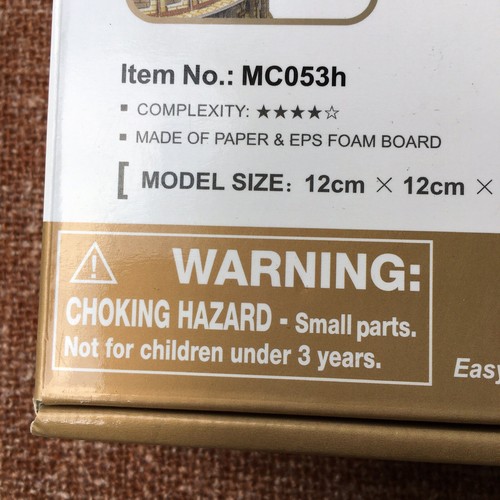 Item No.: MC053h
▪ COMPLEXITY: ★★★★☆
▪ MADE OF PAPER & EPS FOAM BOARD
[ MODEL SIZE: 12cm × 12cm ×
WARNING:
CHOKING HAZARD - Small parts.
Not for children under 3 years.
Easy